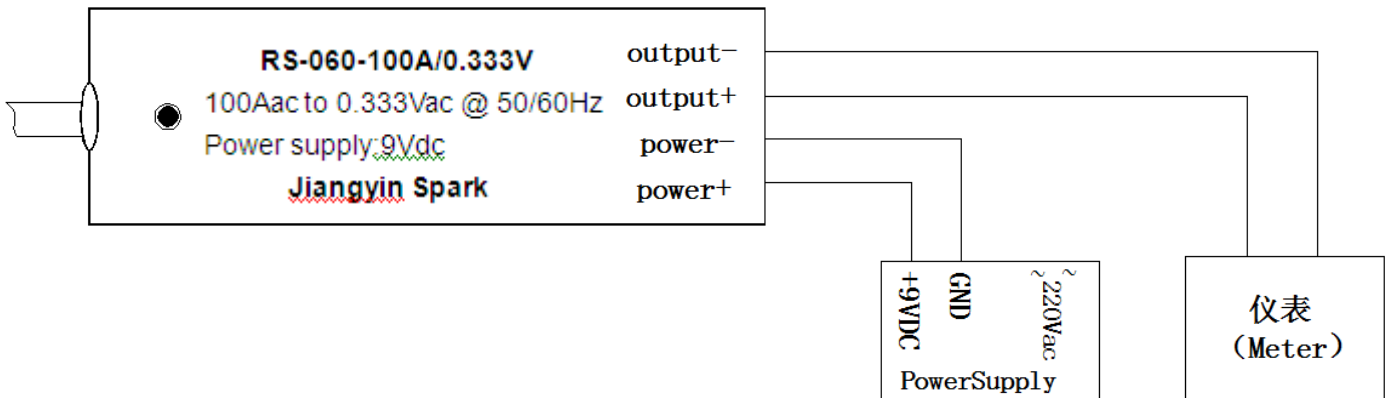 RS-060-100A/0.333V
100Aac to 0.333Vac @ 50/60Hz
Power supply:9Vdc
Jiangyin Spark
output-
output+
power-
power+
+9VDC
GND
~220Vac~
PowerSupply
仪表
（Meter）